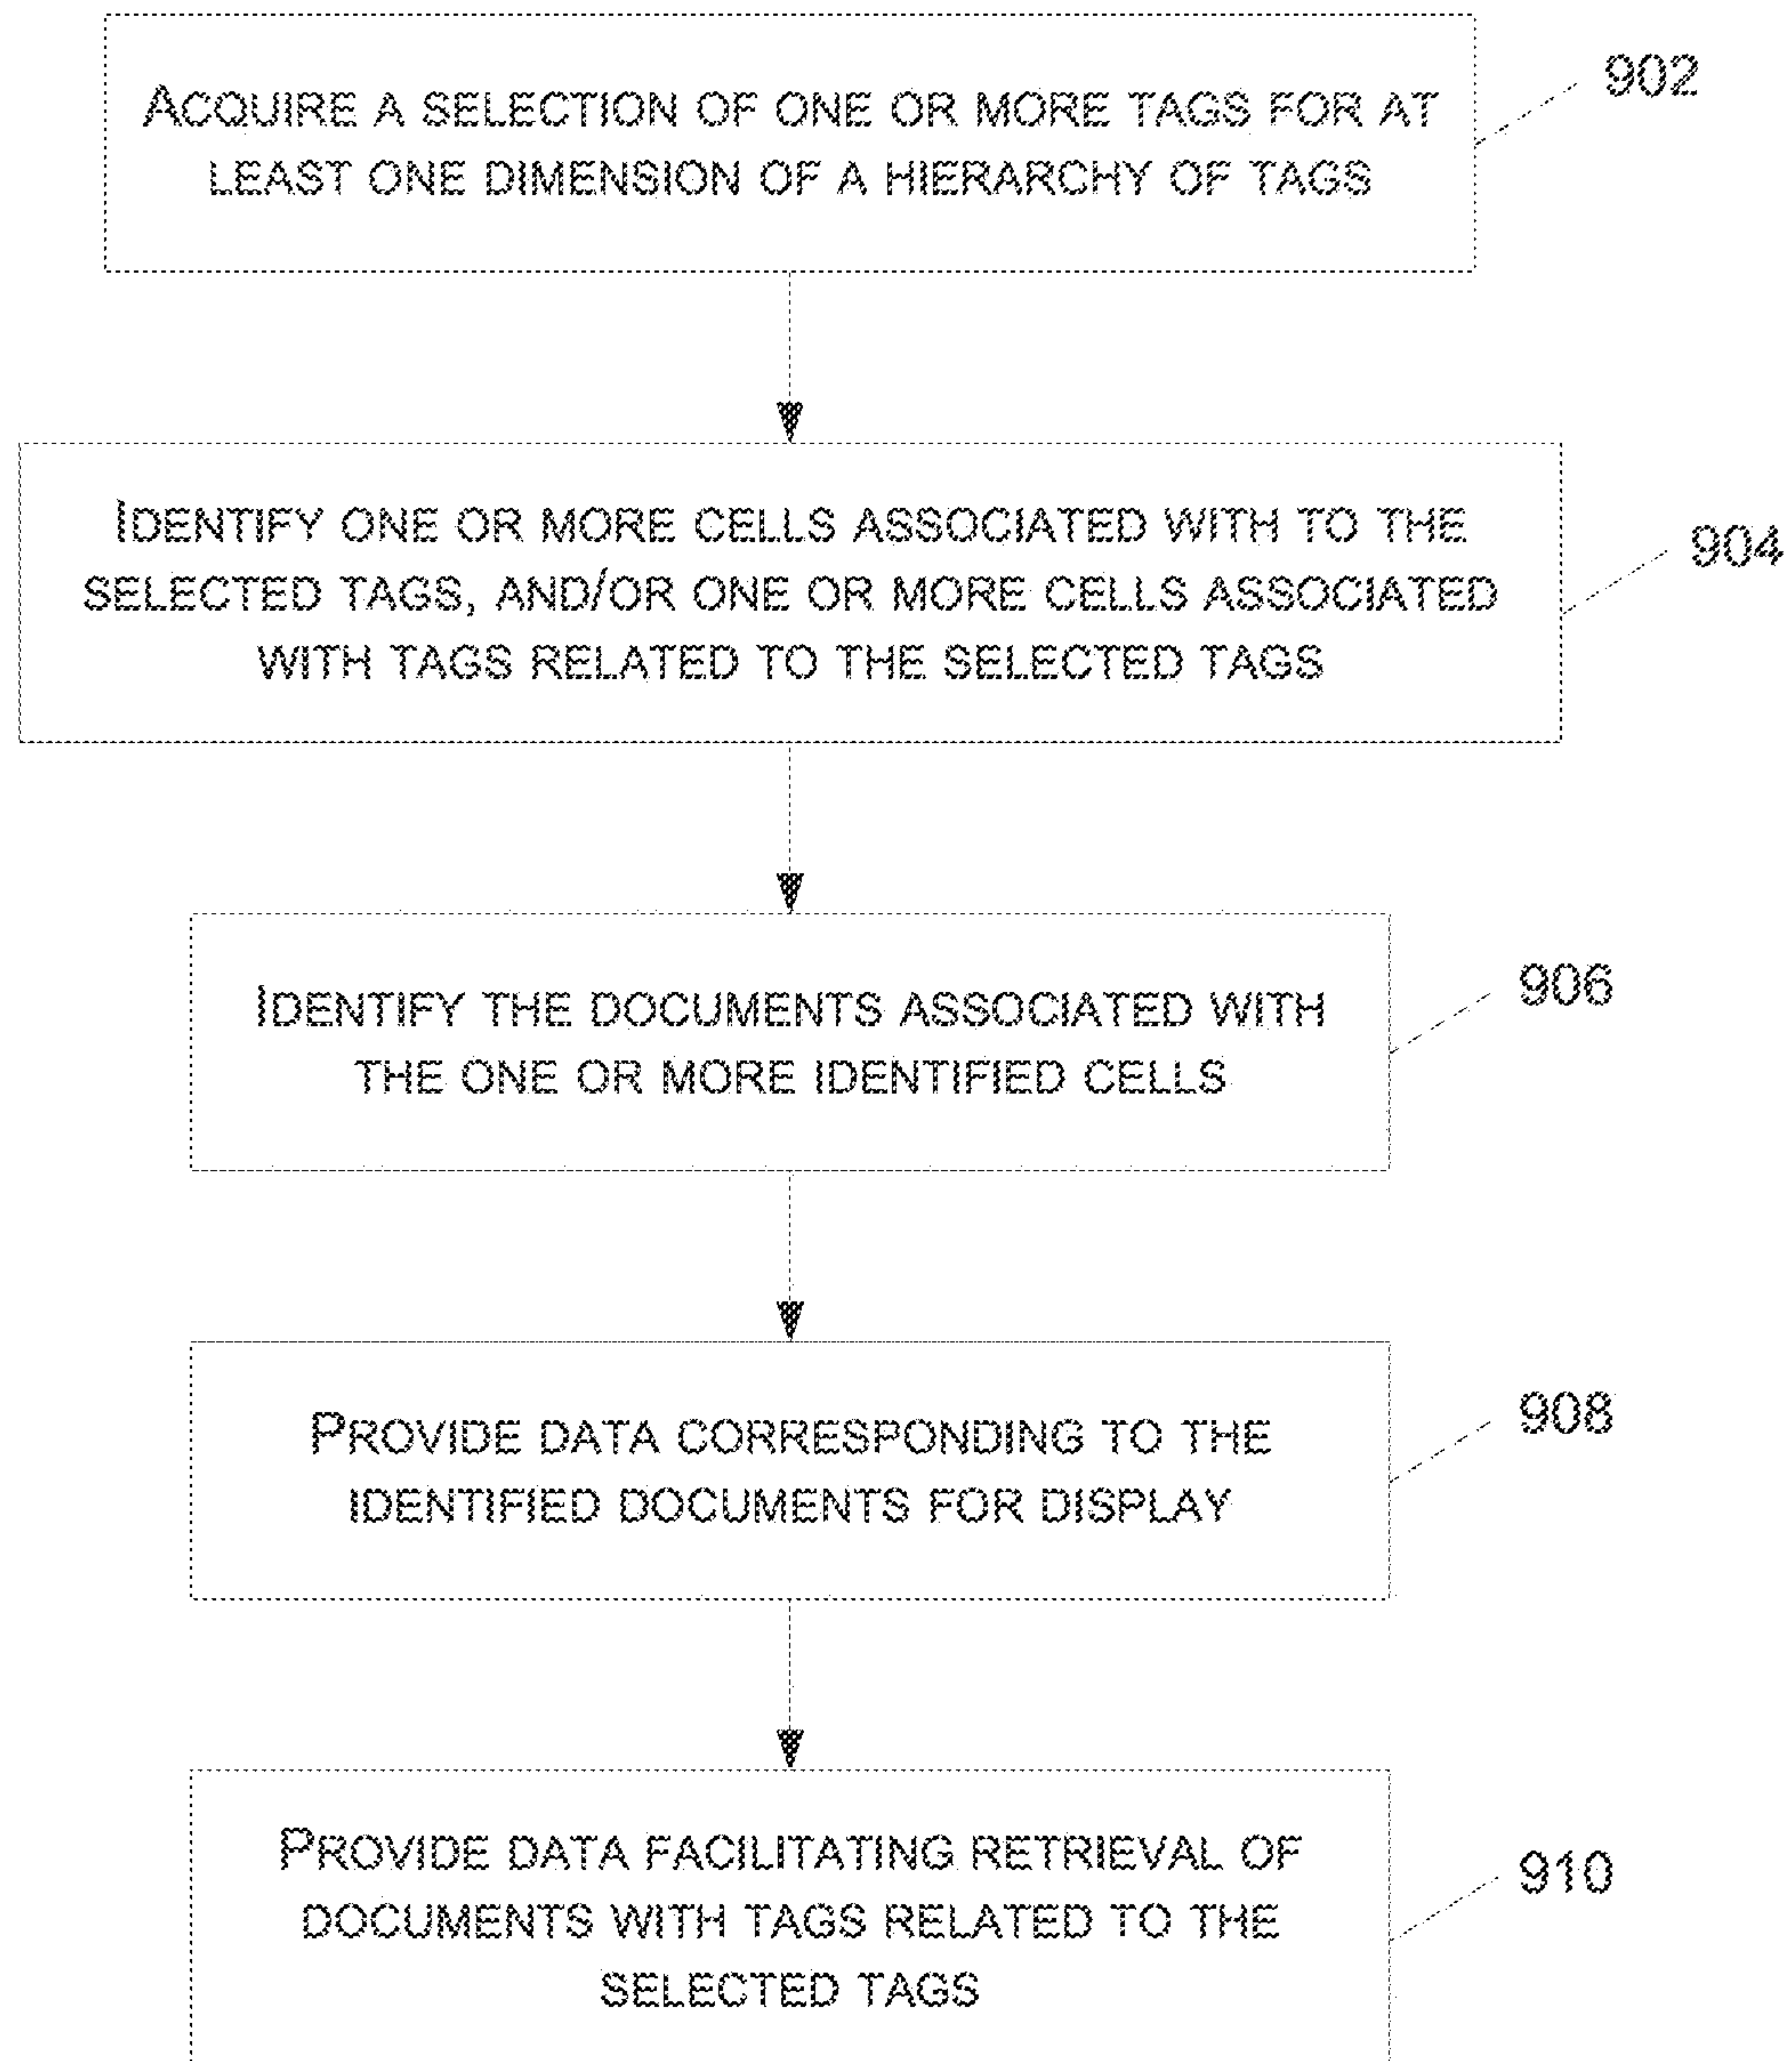 ACQUIRE A SELECTION OF ONE OR MORE TAGS FOR AT
LEAST ONE DIMENSION OF A HIERARCHY OF TAGS
902
IDENTIFY ONE OR MORE CELLS ASSOCIATED WITH TO THE
SELECTED TAGS, AND/OR ONE OR MORE CELLS ASSOCIATED
WITH TAGS RELATED TO THE SELECTED TAGS
904
IDENTIFY THE DOCUMENTS ASSOCIATED WITH
THE ONE OR MORE IDENTIFIED CELLS
906
PROVIDE DATA CORRESPONDING TO THE
IDENTIFIED DOCUMENTS FOR DISPLAY
908
PROVIDE DATA FACILITATING RETRIEVAL OF
DOCUMENTS WITH TAGS RELATED TO THE
SELECTED TAGS
910